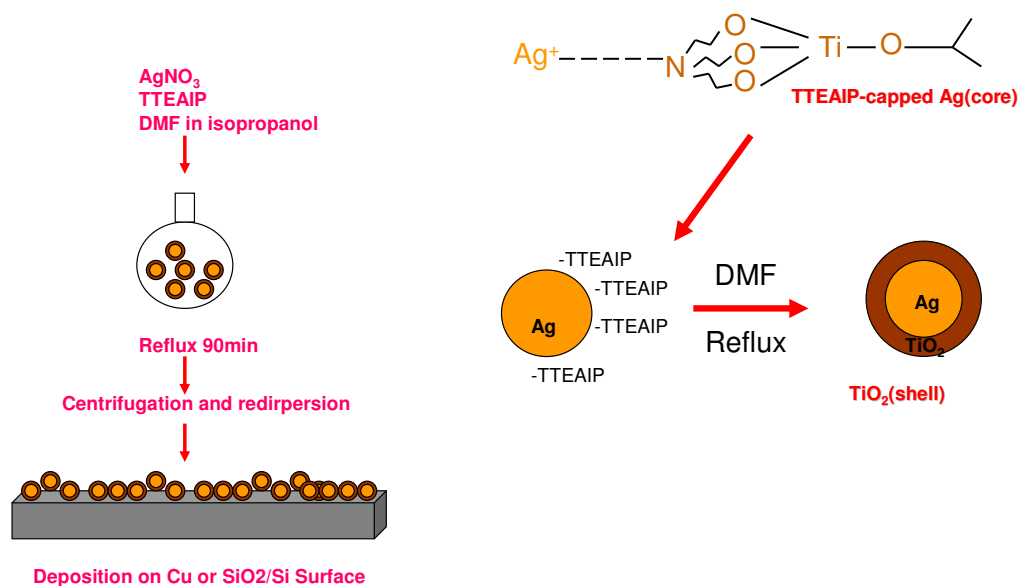 AgNO₃
TTEAIP
DMF in isopropanol
Reflux 90min
Centrifugation and redirpersion
Deposition on Cu or SiO2/Si Surface
Ag⁺
N
O
O
O
Ti
O
TTEAIP-capped Ag(core)
-TTEAIP
-TTEAIP
-TTEAIP
-TTEAIP
Ag
DMF
Reflux
Ag
TiO₂
TiO₂(shell)